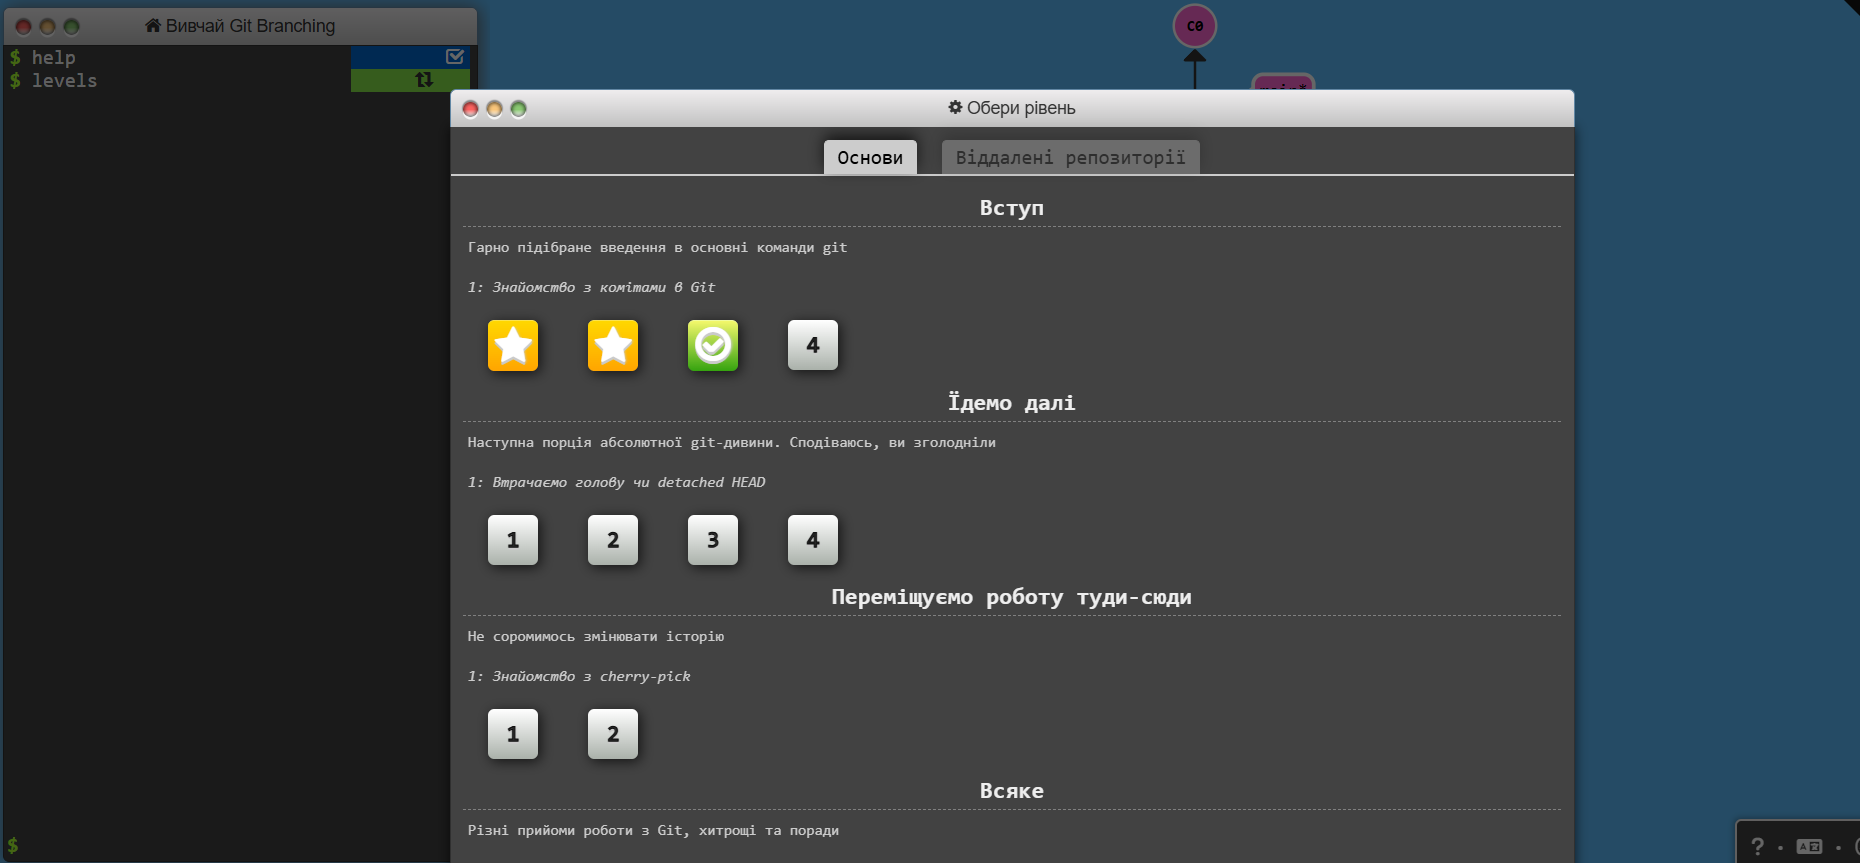 Вивчай Git Branching
$ help
$ levels
C0
Обери рівень
Основи
Віддалені репозиторії
Вступ
Гарно підібране введення в основні команди git
1: Знайомство з комітами в Git
4
Їдемо далі
Наступна порція абсолютної git-дивини. Сподіваюсь, ви зголодніли
1: Втрачаємо голову чи detached HEAD
1 2 3 4
Переміщуємо роботу туди-сюди
Не соромимось змінювати історію
1: Знайомство з cherry-pick
1 2
Всяке
Різні прийоми роботи з Git, хитрощі та поради
$
?